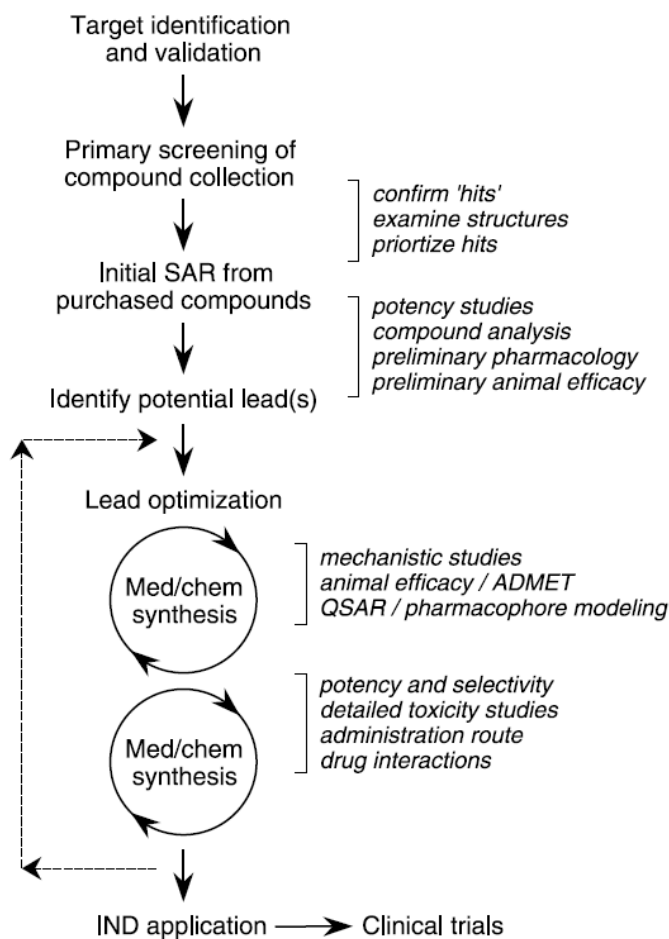 Target identification
and validation
Primary screening of
compound collection
confirm 'hits'
examine structures
priortize hits
Initial SAR from
purchased compounds
potency studies
compound analysis
preliminary pharmacology
preliminary animal efficacy
Identify potential lead(s)
Lead optimization
Med/chem
synthesis
mechanistic studies
animal efficacy / ADMET
QSAR / pharmacophore modeling
Med/chem
synthesis
potency and selectivity
detailed toxicity studies
administration route
drug interactions
IND application
Clinical trials